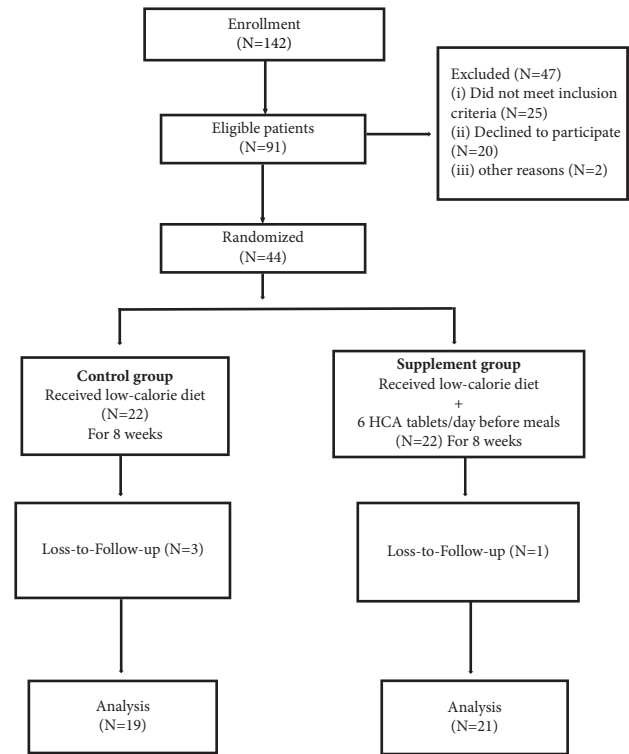 Enrollment
(N=142)
Excluded (N=47)
(i) Did not meet inclusion
criteria (N=25)
(ii) Declined to participate
(N=20)
(iii) other reasons (N=2)
Eligible patients
(N=91)
Randomized
(N=44)
Control group
Received low-calorie diet
(N=22)
For 8 weeks
Supplement group
Received low-calorie diet
+
6 HCA tablets/day before meals
(N=22) For 8 weeks
Loss-to-Follow-up (N=3)
Loss-to-Follow-up (N=1)
Analysis
(N=19)
Analysis
(N=21)